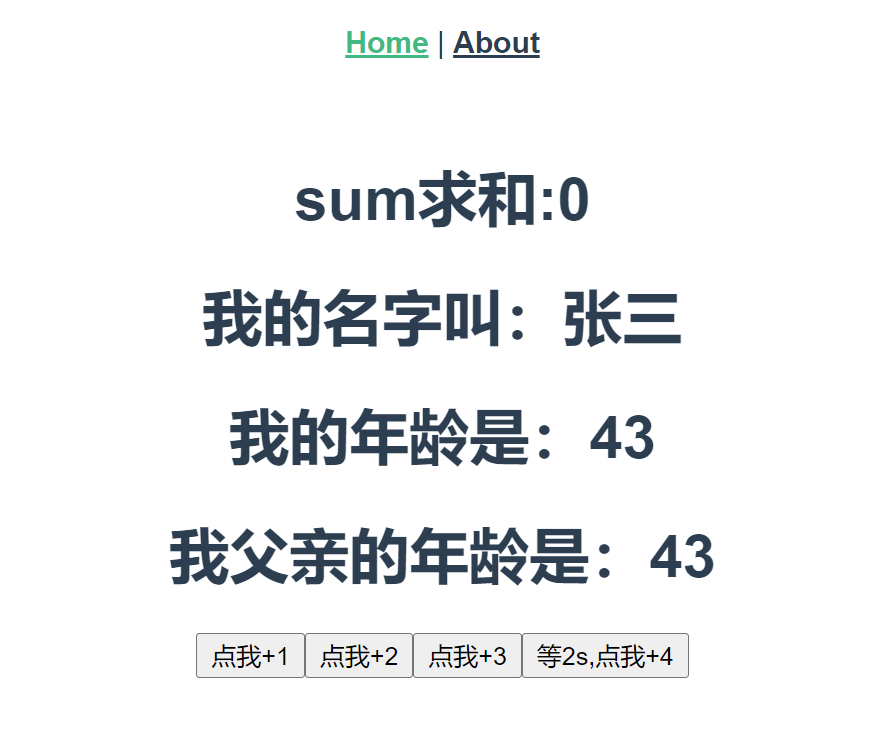 Home | About
sum求和:0
我的名字叫：张三
我的年龄是：43
我父亲的年龄是：43
点我+1 点我+2 点我+3 等2s,点我+4